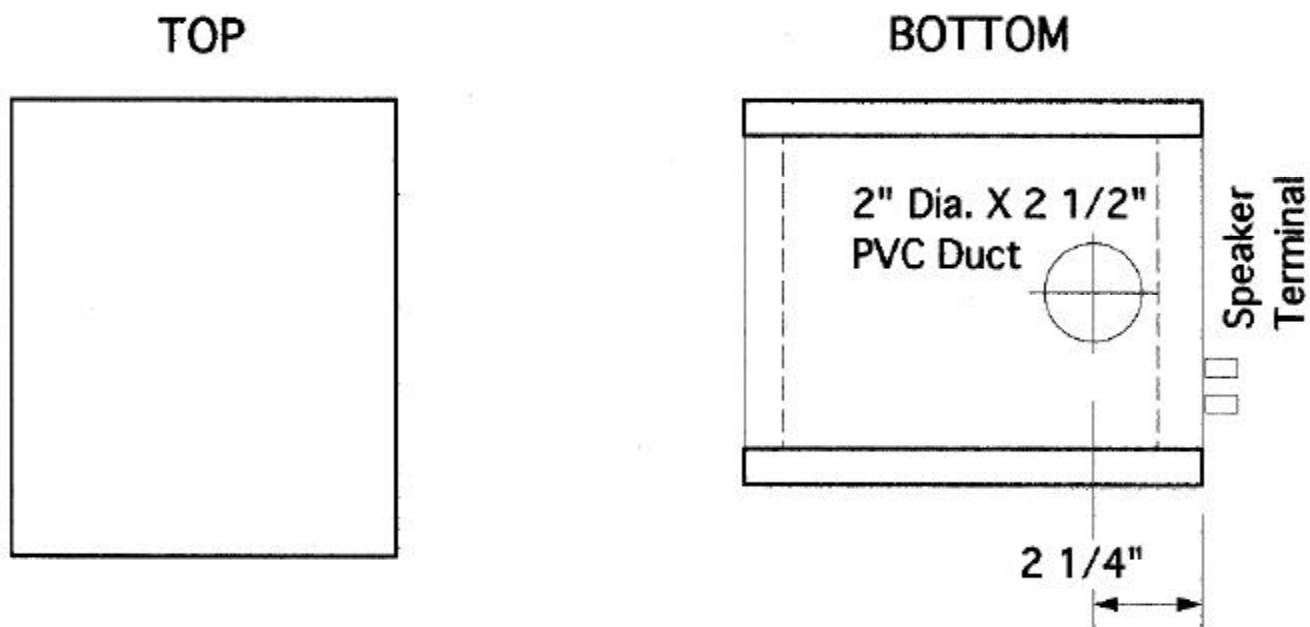 TOP
BOTTOM
2" Dia. X 2 1/2"
PVC Duct
Speaker
Terminal
2 1/4"